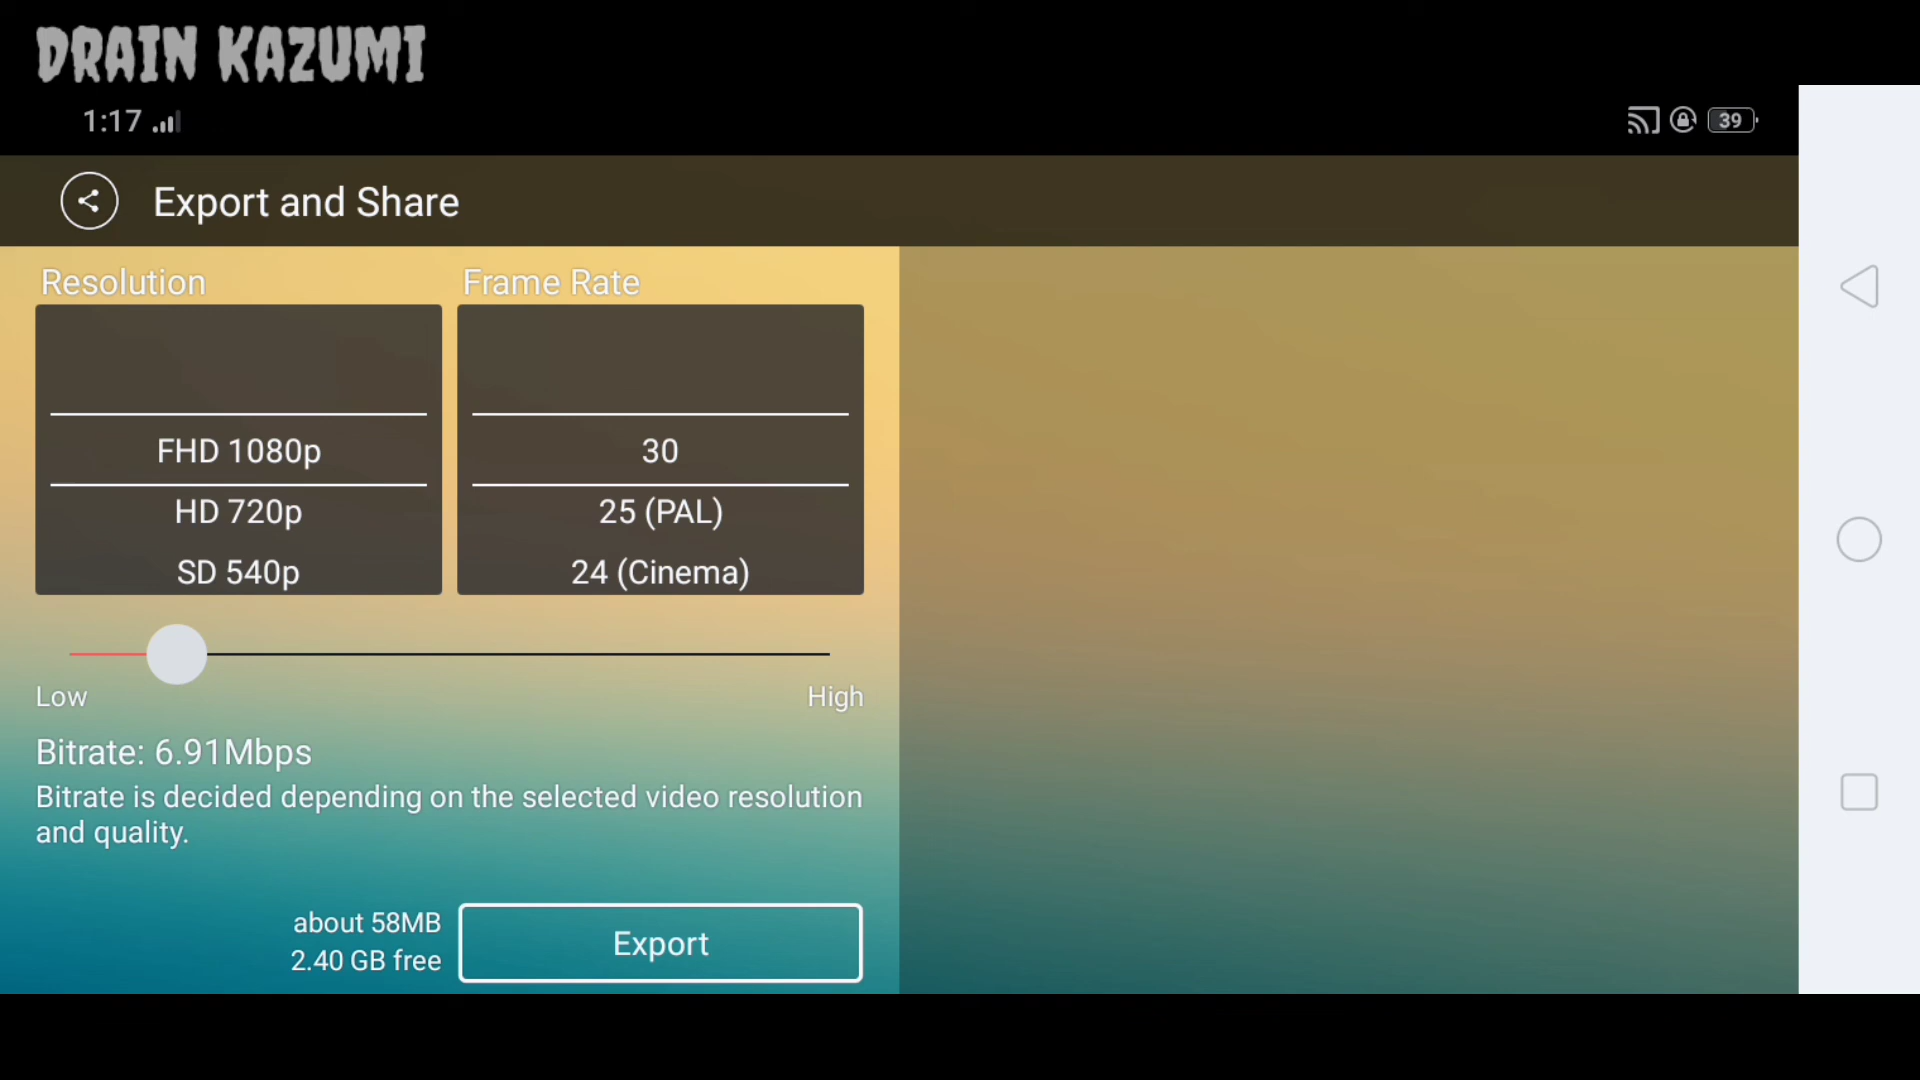 DRAIN KAZUMI
1:17
39
Export and Share
Resolution
Frame Rate
FHD 1080p
HD 720p
SD 540p
30
25 (PAL)
24 (Cinema)
Low
High
Bitrate: 6.91Mbps
Bitrate is decided depending on the selected video resolution
and quality.
about 58MB
2.40 GB free
Export